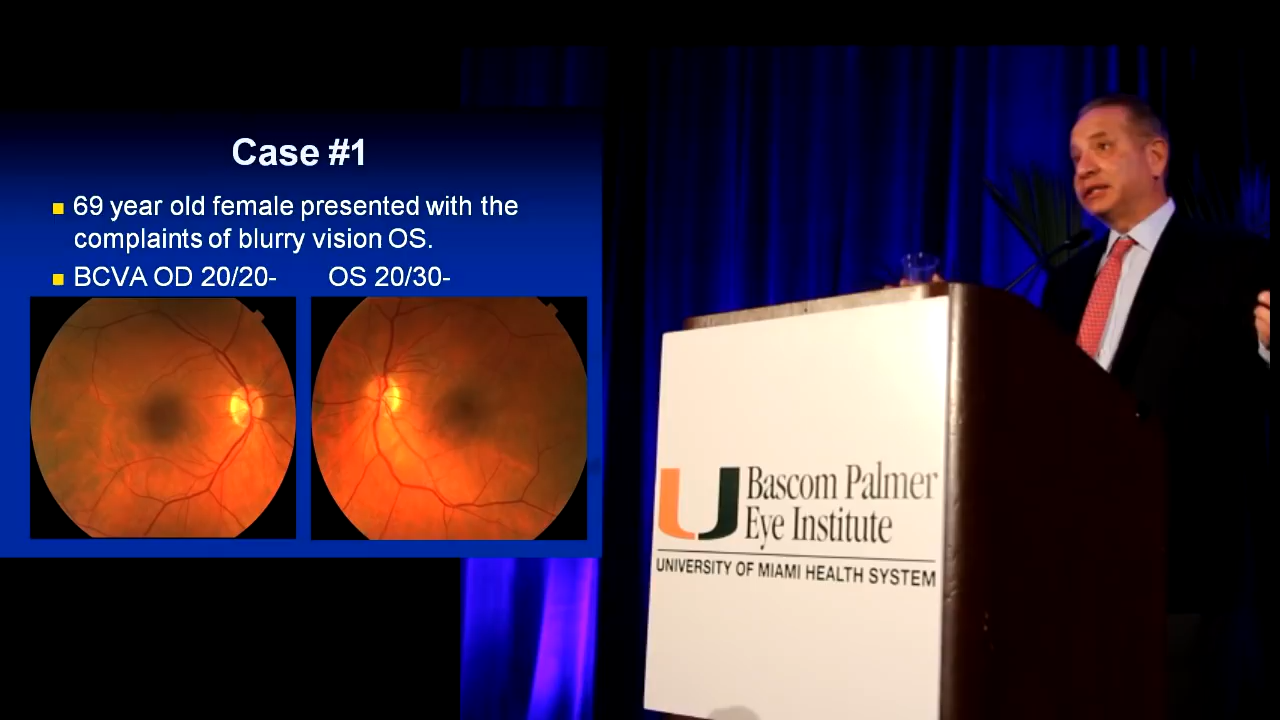 Case #1
69 year old female presented with the
complaints of blurry vision OS.
BCVA OD 20/20- OS 20/30-
U Bascom Palmer
Eye Institute
UNIVERSITY OF MIAMI HEALTH SYSTEM